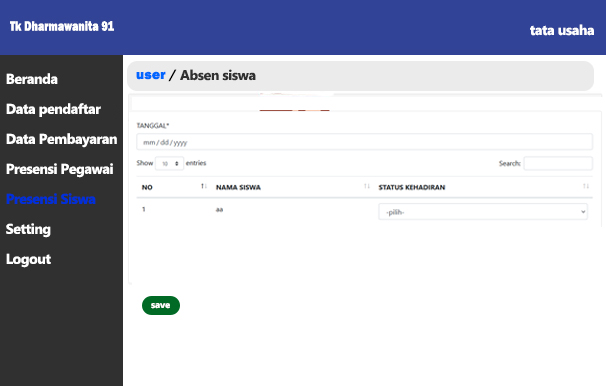 Tk Dharmawanita 91
tata usaha
Beranda
Data pendaftar
Data Pembayaran
Presensi Pegawai
Presensi Siswa
Setting
Logout
user / Absen siswa
TANGGAL*
mm / dd / yyyy
Show 10 entries Search:
NO NAMA SISWA STATUS KEHADIRAN
1 aa -pilih-
save